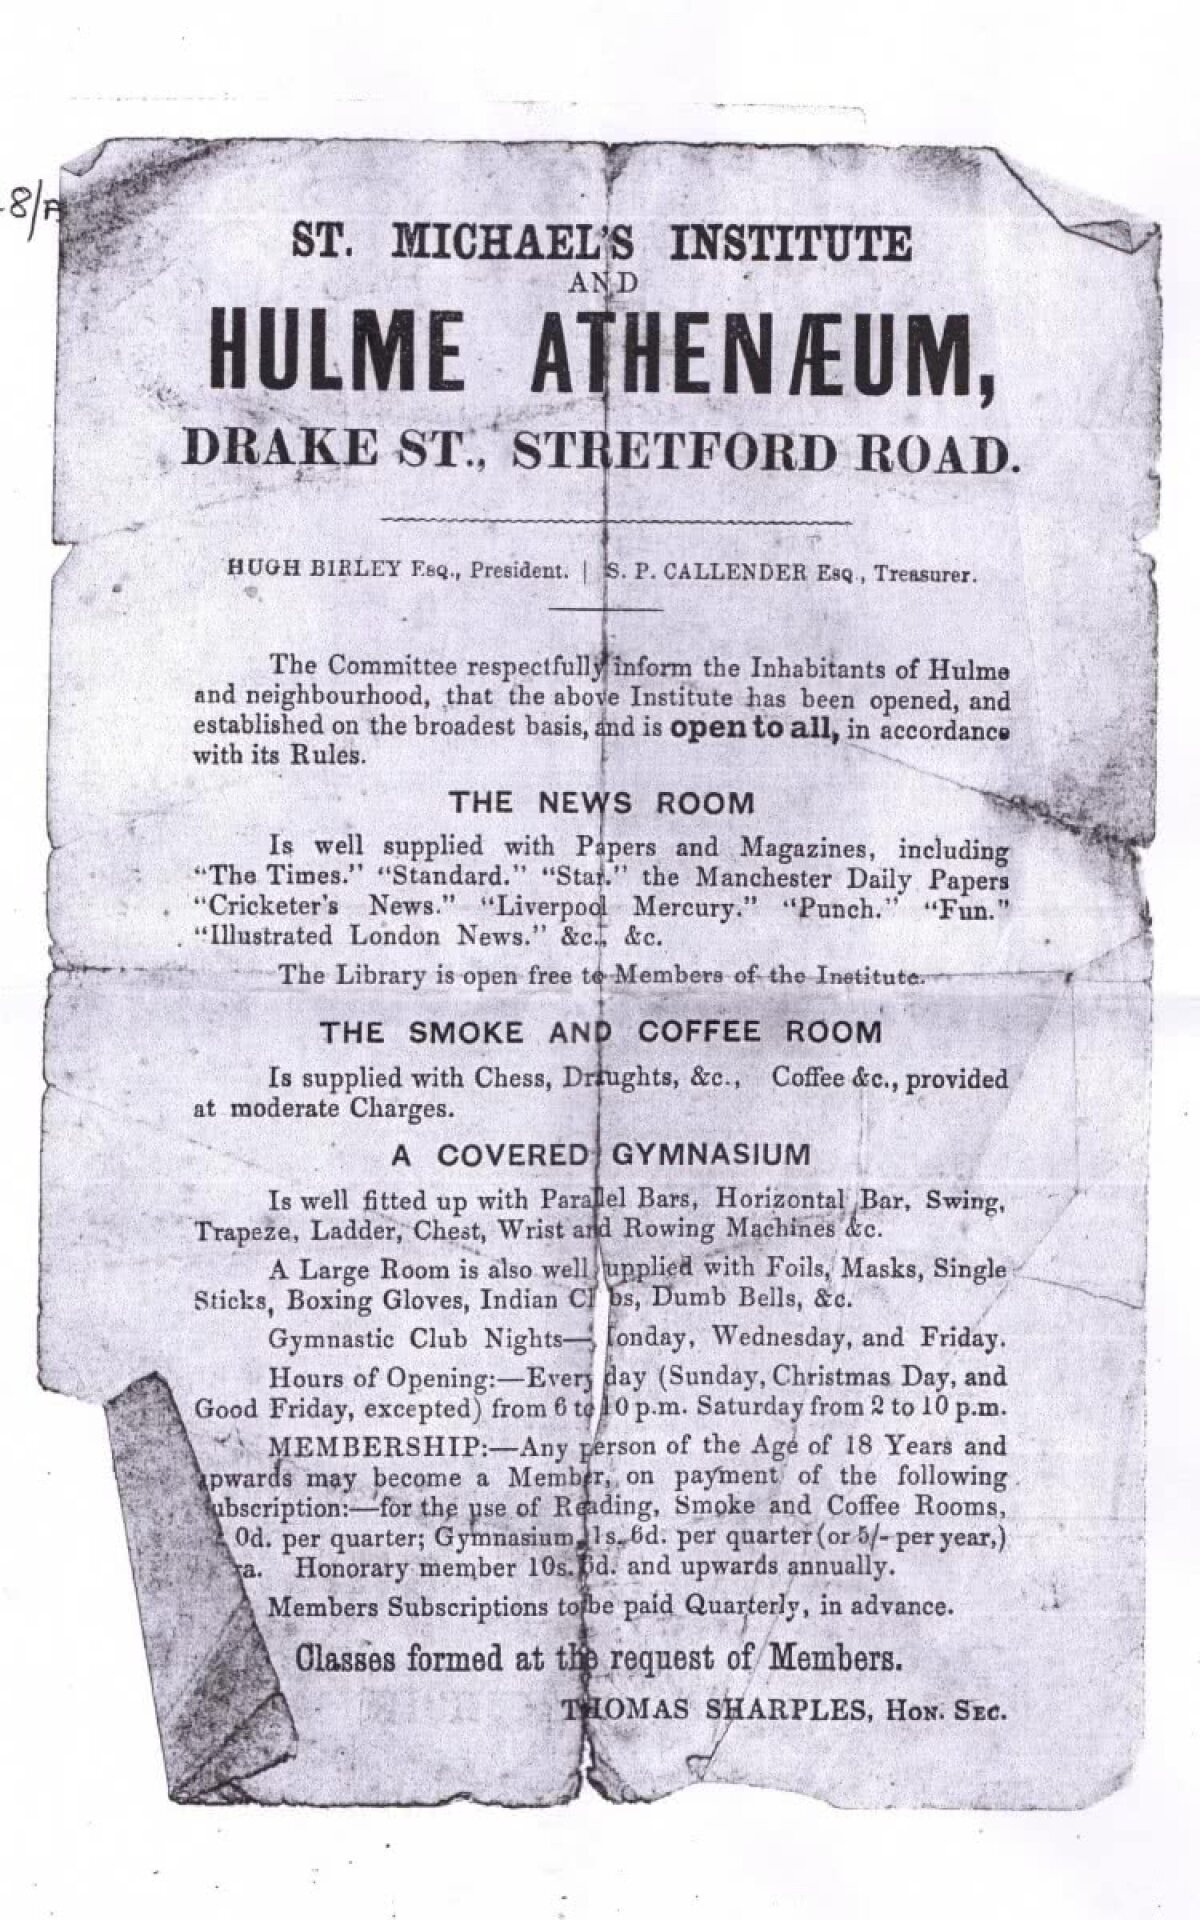 8/A
ST. MICHAEL'S INSTITUTE
AND
HULME ATHENÆUM,
DRAKE ST., STRETFORD ROAD.
HUGH BIRLEY Esq., President. | S. P. CALLENDER Esq., Treasurer.
The Committee respectfully inform the Inhabitants of Hulme
and neighbourhood, that the above Institute has been opened, and
established on the broadest basis, and is open to all, in accordance
with its Rules.
THE NEWS ROOM
Is well supplied with Papers and Magazines, including
"The Times." "Standard." "Star." the Manchester Daily Papers
"Cricketer's News." "Liverpool Mercury." "Punch." "Fun."
"Illustrated London News." &c., &c.
The Library is open free to Members of the Institute.
THE SMOKE AND COFFEE ROOM
Is supplied with Chess, Draughts, &c., Coffee &c., provided
at moderate Charges.
A COVERED GYMNASIUM
Is well fitted up with Parallel Bars, Horizontal Bar, Swing,
Trapeze, Ladder, Chest, Wrist and Rowing Machines &c.
A Large Room is also well supplied with Foils, Masks, Single
Sticks, Boxing Gloves, Indian Clubs, Dumb Bells, &c.
Gymnastic Club Nights—Monday, Wednesday, and Friday.
Hours of Opening:—Every day (Sunday, Christmas Day, and
Good Friday, excepted) from 6 to 10 p.m. Saturday from 2 to 10 p.m.
MEMBERSHIP:—Any person of the Age of 18 Years and
upwards may become a Member, on payment of the following
subscription:—for the use of Reading, Smoke and Coffee Rooms,
0d. per quarter; Gymnasium, 1s. 6d. per quarter (or 5/- per year,)
Honorary member 10s. 6d. and upwards annually.
Members Subscriptions to be paid Quarterly, in advance.
Classes formed at the request of Members.
THOMAS SHARPLES, Hon. Sec.